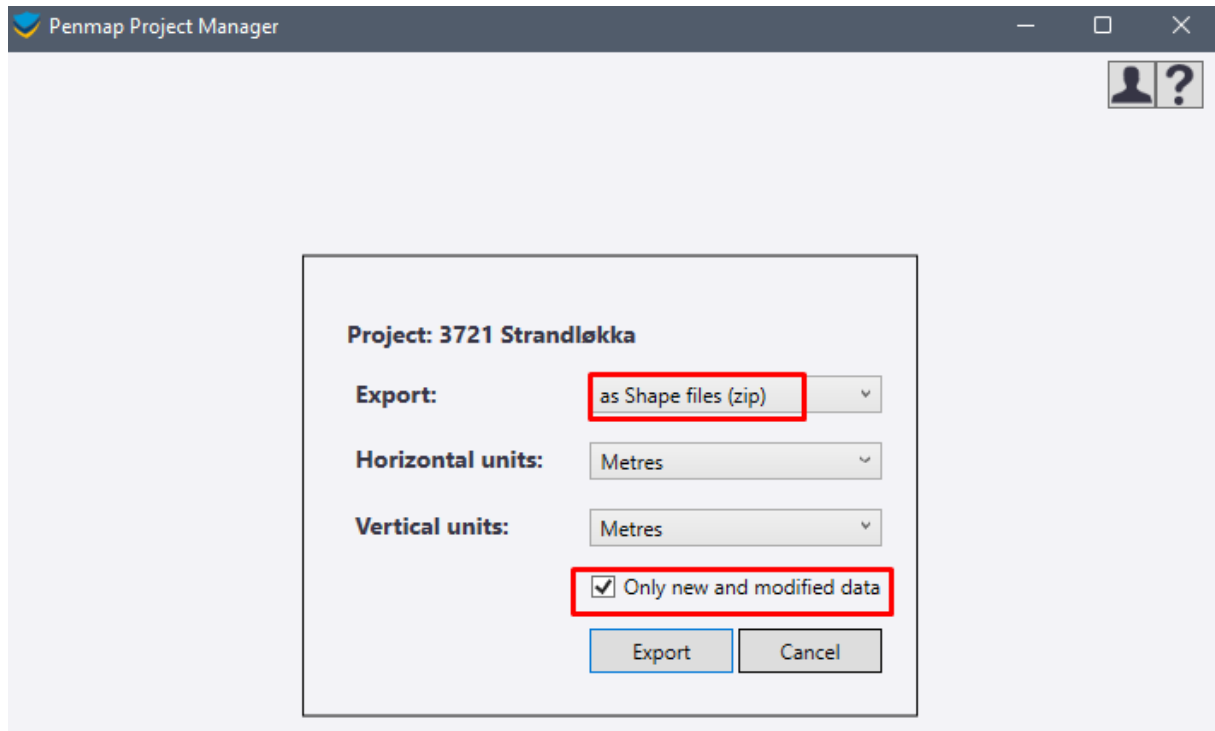 Penmap Project Manager
?
Project: 3721 Strandløkka
Export: as Shape files (zip)
Horizontal units: Metres
Vertical units: Metres
Only new and modified data
Export Cancel